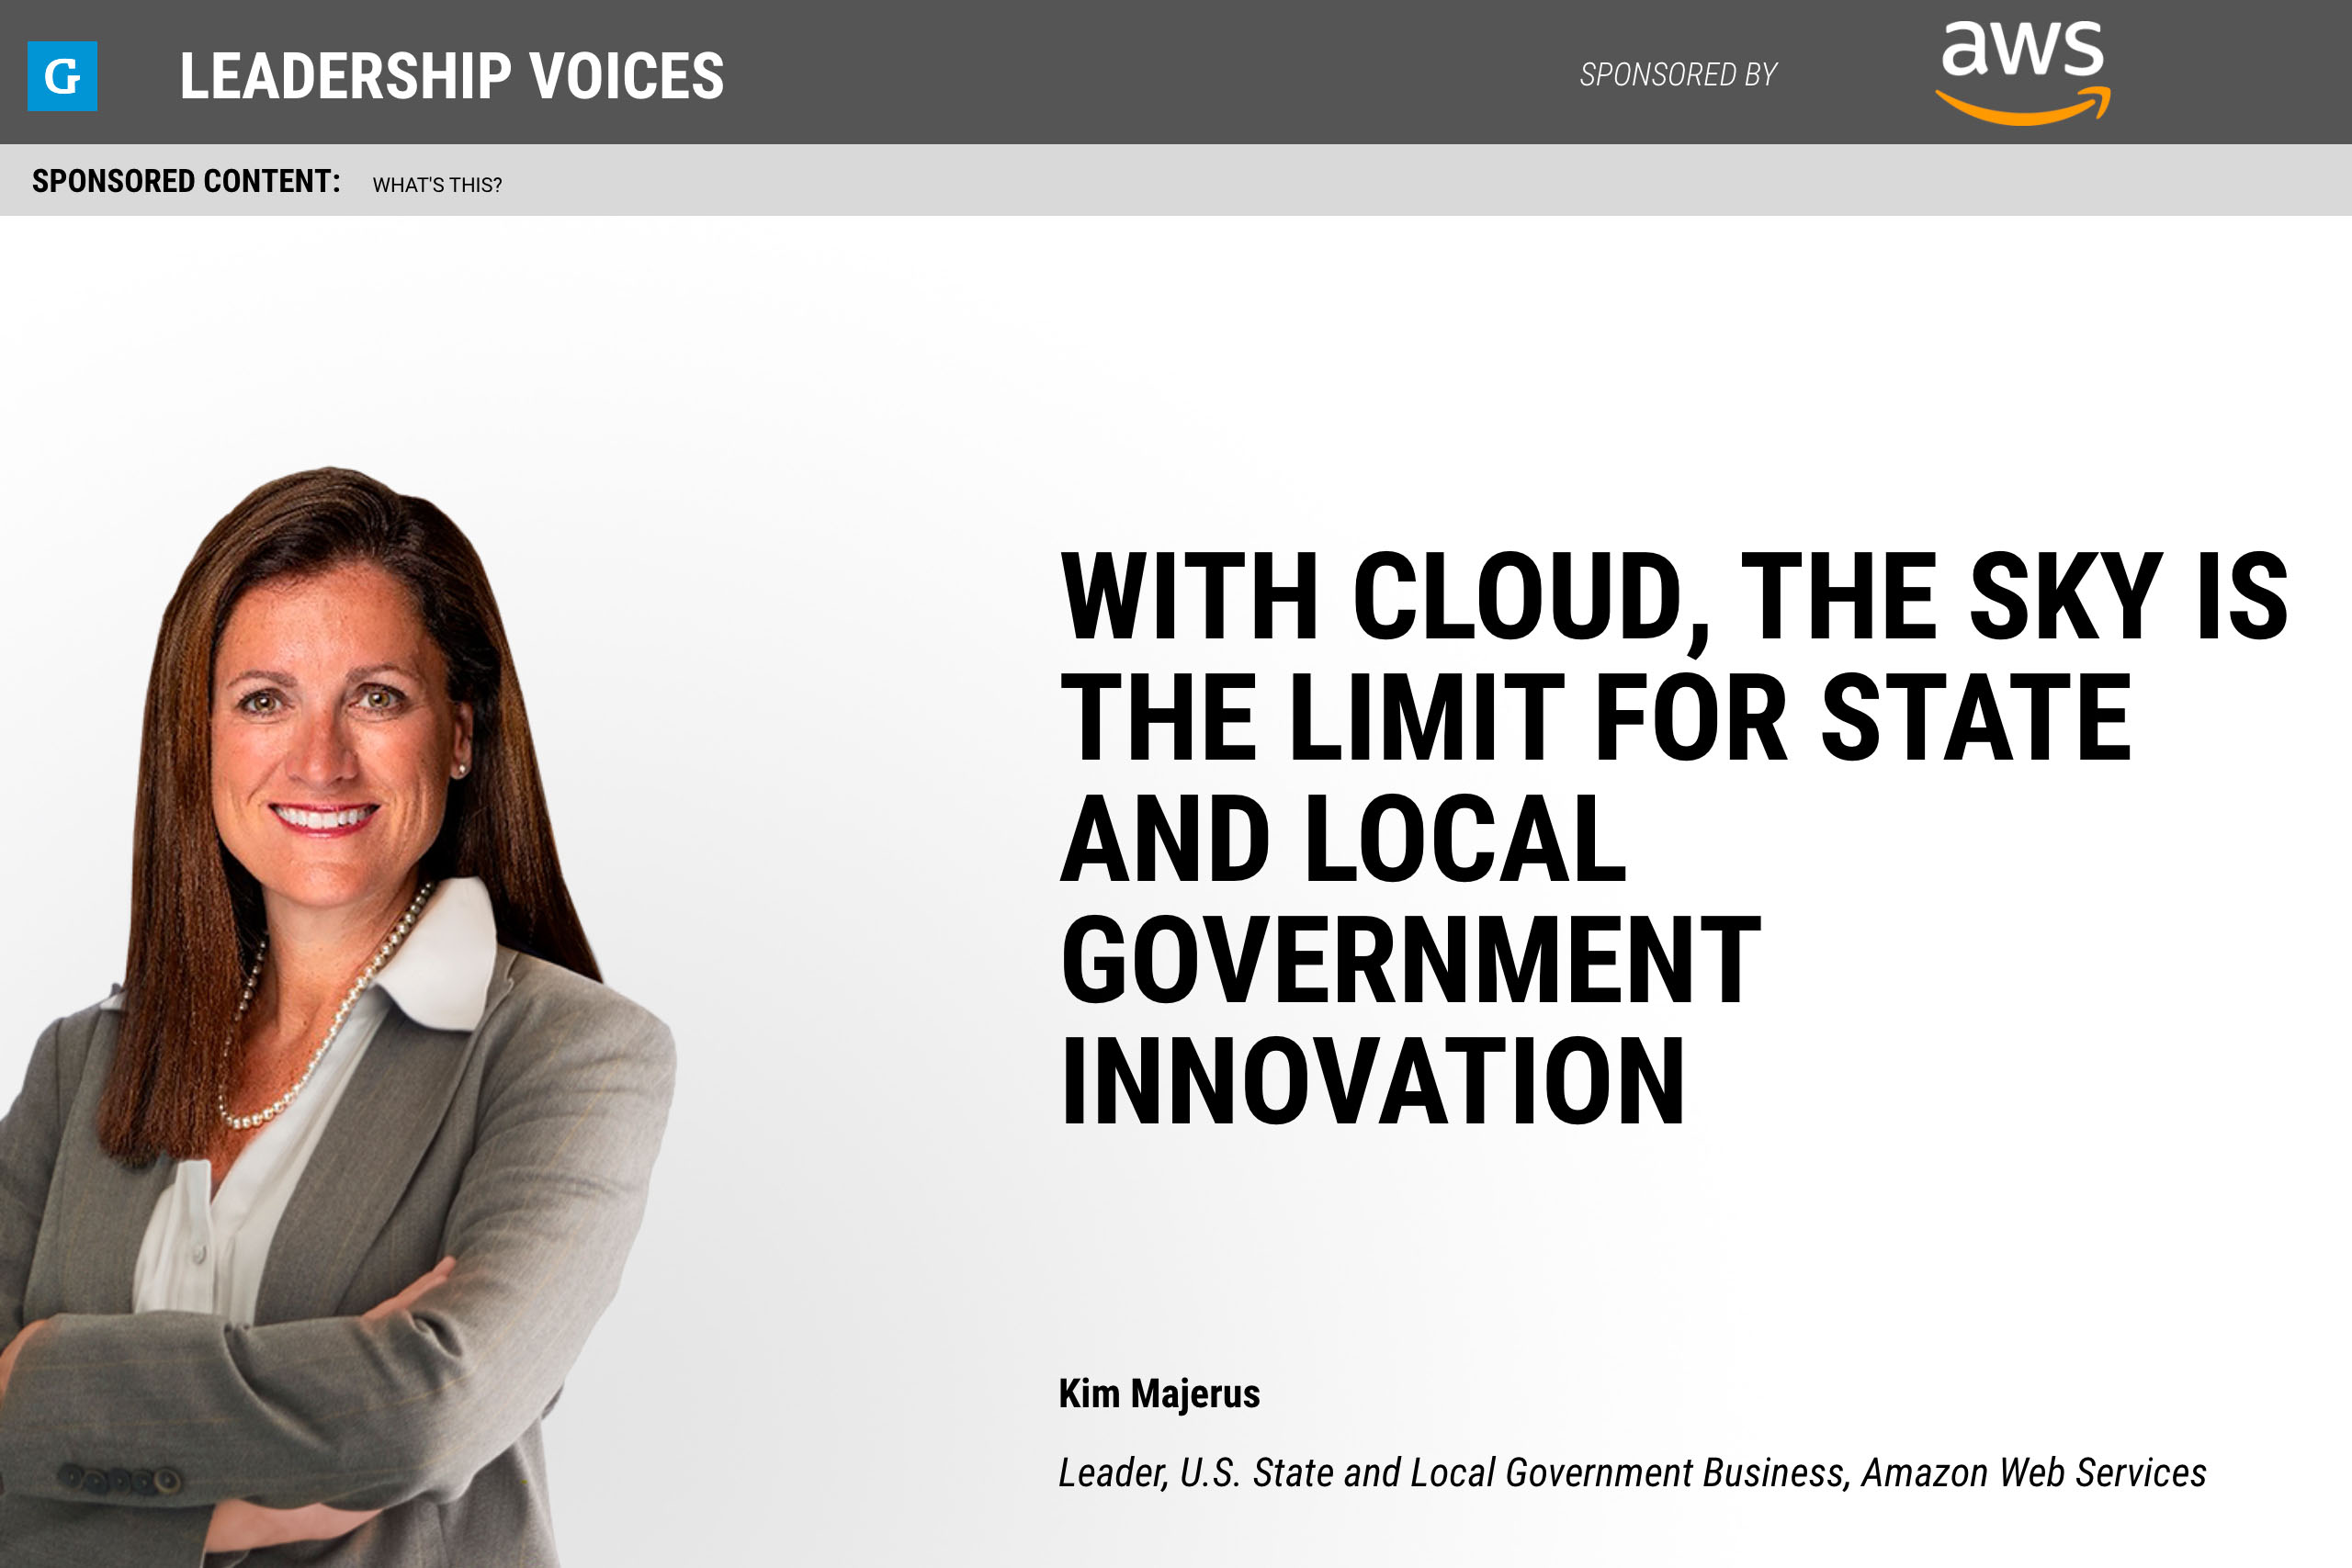 G LEADERSHIP VOICES SPONSORED BY aws
SPONSORED CONTENT: WHAT'S THIS?
WITH CLOUD, THE SKY IS
THE LIMIT FOR STATE
AND LOCAL
GOVERNMENT
INNOVATION
Kim Majerus
Leader, U.S. State and Local Government Business, Amazon Web Services